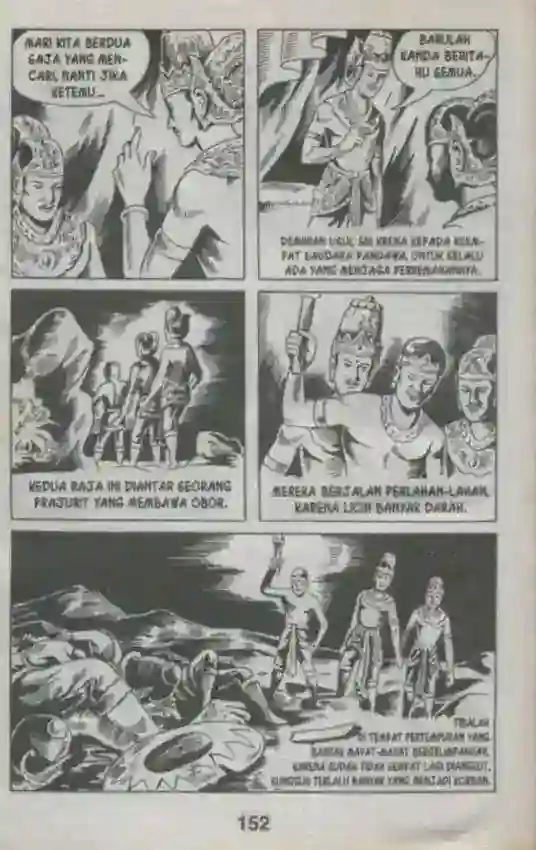 MARI KITA BERDUA
SAJA YANG MEN-
CARI, NANTI JIKA
KETEMU...
BARULAH
KANDA BERITA-
HU SEMUA.
DEMIKIAN USUL SRI KRESNA KEPADA KEEM-
PAT SAUDARA PANDAWA, UNTUK SELALU
ADA YANG MENJAGA PERKEMAHANNYA.
KEDUA RAJA INI DIANTAR SEORANG
PRAJURIT YANG MEMBAWA OBOR.
MEREKA BERJALAN PERLAHAN-LAHAN,
KARENA LICIN BANYAK DARAH.
TIBALAH
DI TEMPAT PERTEMPURAN YANG
BANYAK MAYAT-MAYAT BERGELIMPANGAN,
KARENA SUDAH TIDAK SEMPAT LAGI DIANGKUT,
SUNGGUH TERLALU BANYAK YANG MENJADI KORBAN.
152